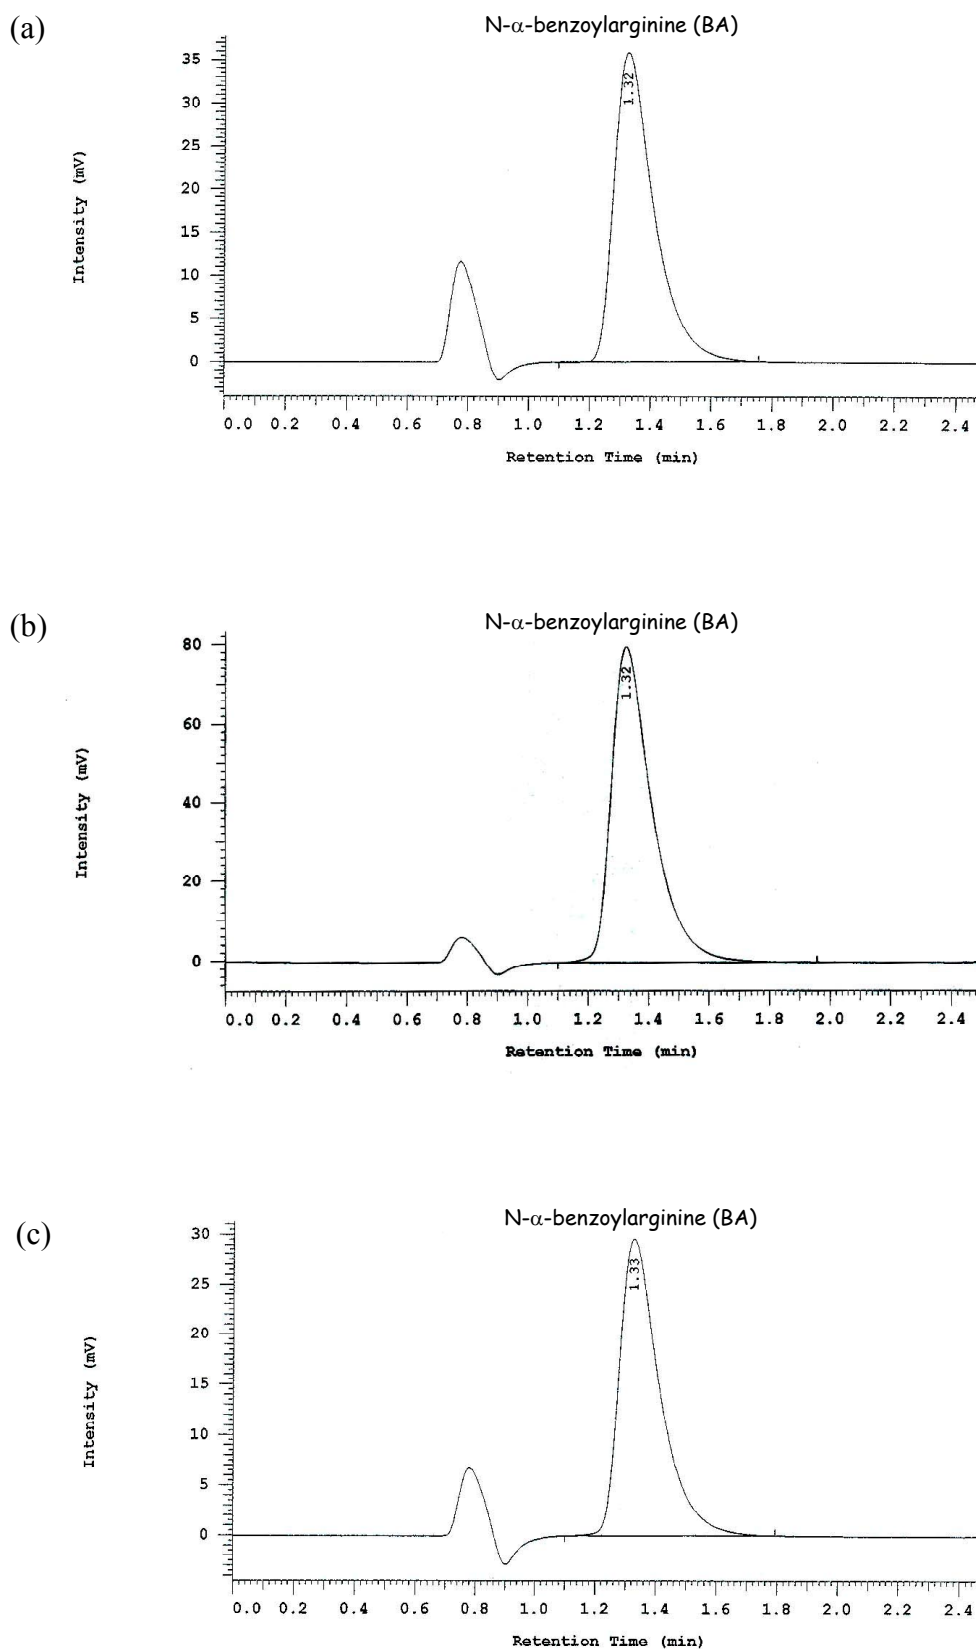 (a)
N-α-benzoylarginine (BA)
Intensity (mV)
35
30
25
20
15
10
5
0
1.32
0.0 0.2 0.4 0.6 0.8 1.0 1.2 1.4 1.6 1.8 2.0 2.2 2.4
Retention Time (min)
(b)
N-α-benzoylarginine (BA)
Intensity (mV)
80
60
40
20
0
1.32
0.0 0.2 0.4 0.6 0.8 1.0 1.2 1.4 1.6 1.8 2.0 2.2 2.4
Retention Time (min)
(c)
N-α-benzoylarginine (BA)
Intensity (mV)
30
25
20
15
10
5
0
1.33
0.0 0.2 0.4 0.6 0.8 1.0 1.2 1.4 1.6 1.8 2.0 2.2 2.4
Retention Time (min)